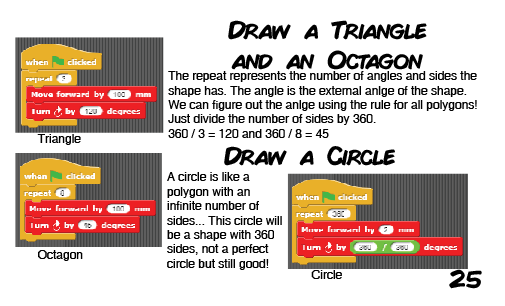 Draw a Triangle
and an Octagon
when clicked
repeat 3
Move forward by 100 mm
Turn by 120 degrees
Triangle
The repeat represents the number of angles and sides the
shape has. The angle is the external anlge of the shape.
We can figure out the anlge using the rule for all polygons!
Just divide the number of sides by 360.
360 / 3 = 120 and 360 / 8 = 45
when clicked
repeat 8
Move forward by 100 mm
Turn by 45 degrees
Octagon
Draw a Circle
A circle is like a
polygon with an
infinite number of
sides... This circle will
be a shape with 360
sides, not a perfect
circle but still good!
when clicked
repeat 360
Move forward by 2 mm
Turn by 360 / 360 degrees
Circle
25